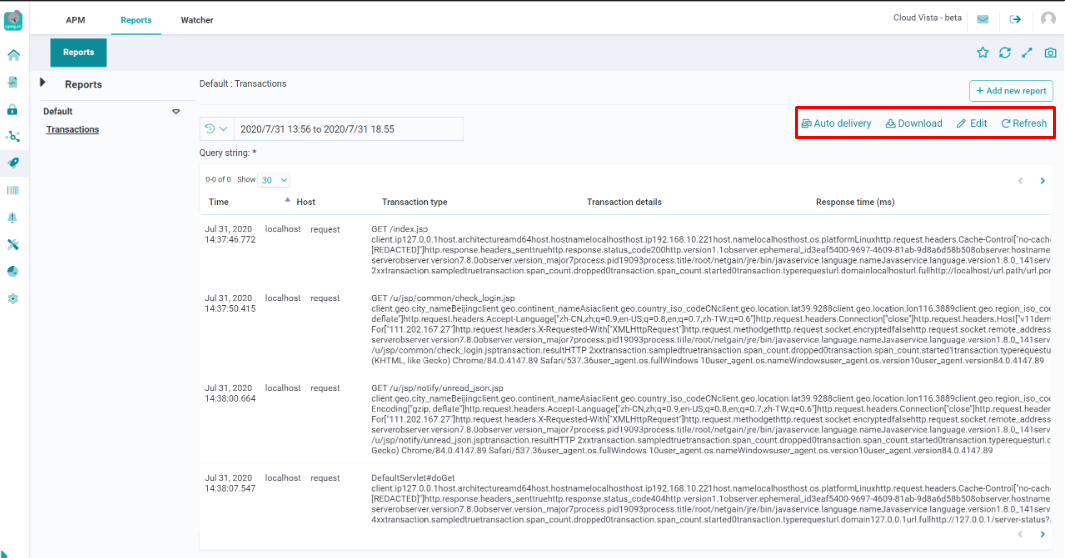 APM Reports Watcher Cloud Vista - beta
Reports
Reports
Default : Transactions
+ Add new report
Default
Transactions
2020/7/31 13:56 to 2020/7/31 18.55
Auto delivery Download Edit Refresh
Query string: *
0-0 of 0 Show 30
Time Host Transaction type Transaction details Response time (ms)
Jul 31, 2020 localhost request GET /index.jsp
14:37:46.772 client.ip127.0.0.1host.architectureamd64host.hostnamelocalhosthost.ip192.168.10.221host.namelocalhosthost.os.platformLinuxhttp.request.headers.Cache-Control["no-cache
[REDACTED]"]http.response.headers_senttruehttp.response.status_code200http.version1.1observer.ephemeral_id3eaf5400-9697-4609-81ab-9d8a6d58b508observer.hostname
serverobserver.version7.8.0observer.version_major7process.pid19093process.title/root/netgain/jre/bin/javaservice.language.nameJavaservice.language.version1.8.0_141serv
2xxtransaction.sampledtruetransaction.span_count.dropped0transaction.span_count.started0transaction.typerequesturl.domainlocalhosturl.fullhttp://localhost/url.path/url.por
Jul 31, 2020 localhost request GET /u/jsp/common/check_login.jsp
14:37:50.415 client.geo.city_nameBeijingclient.geo.continent_nameAsiaclient.geo.country_iso_codeCNclient.geo.location.lat39.9288client.geo.location.lon116.3889client.geo.region_iso_cod
deflate"]http.request.headers.Accept-Language["zh-CN,zh;q=0.9,en-US;q=0.8,en;q=0.7,zh-TW;q=0.6"]http.request.headers.Connection["close"]http.request.headers.Host["v11dem
For["111.202.167.27"]http.request.headers.X-Requested-With["XMLHttpRequest"]http.request.methodgethttp.request.socket.encryptedfalsehttp.request.socket.remote_address
serverobserver.version7.8.0observer.version_major7process.pid19093process.title/root/netgain/jre/bin/javaservice.language.nameJavaservice.language.version1.8.0_141serv
/u/jsp/common/check_login.jsptransaction.resultHTTP 2xxtransaction.sampledtruetransaction.span_count.dropped0transaction.span_count.started1transaction.typerequestu
(KHTML, like Gecko) Chrome/84.0.4147.89 Safari/537.36user_agent.os.fullWindows 10user_agent.os.nameWindowsuser_agent.os.version10user_agent.version84.0.4147.89
Jul 31, 2020 localhost request GET /u/jsp/notify/unread_json.jsp
14:38:00.664 client.geo.city_nameBeijingclient.geo.continent_nameAsiaclient.geo.country_iso_codeCNclient.geo.location.lat39.9288client.geo.location.lon116.3889client.geo.region_iso_co
Encoding["gzip, deflate"]http.request.headers.Accept-Language["zh-CN,zh;q=0.9,en-US;q=0.8,en;q=0.7,zh-TW;q=0.6"]http.request.headers.Connection["close"]http.request.head
For["111.202.167.27"]http.request.headers.X-Requested-With["XMLHttpRequest"]http.request.methodgethttp.request.socket.encryptedfalsehttp.request.socket.remote_address
serverobserver.version7.8.0observer.version_major7process.pid19093process.title/root/netgain/jre/bin/javaservice.language.nameJavaservice.language.version1.8.0_141serv
/u/jsp/notify/unread_json.jsptransaction.resultHTTP 2xxtransaction.sampledtruetransaction.span_count.dropped0transaction.span_count.started0transaction.typerequesturl.d
Gecko) Chrome/84.0.4147.89 Safari/537.36user_agent.os.fullWindows 10user_agent.os.nameWindowsuser_agent.os.version10user_agent.version84.0.4147.89
Jul 31, 2020 localhost request DefaultServlet#doGet
14:38:07.547 client.ip127.0.0.1host.architectureamd64host.hostnamelocalhosthost.ip192.168.10.221host.namelocalhosthost.os.platformLinuxhttp.request.headers.Cache-Control["no-cache
[REDACTED]"]http.response.headers_senttruehttp.response.status_code404http.version1.1observer.ephemeral_id3eaf5400-9697-4609-81ab-9d8a6d58b508observer.hostname
serverobserver.version7.8.0observer.version_major7process.pid19093process.title/root/netgain/jre/bin/javaservice.language.nameJavaservice.language.version1.8.0_141serv
4xxtransaction.sampledtruetransaction.span_count.dropped0transaction.span_count.started0transaction.typerequesturl.domain127.0.0.1url.fullhttp://127.0.0.1/server-status?